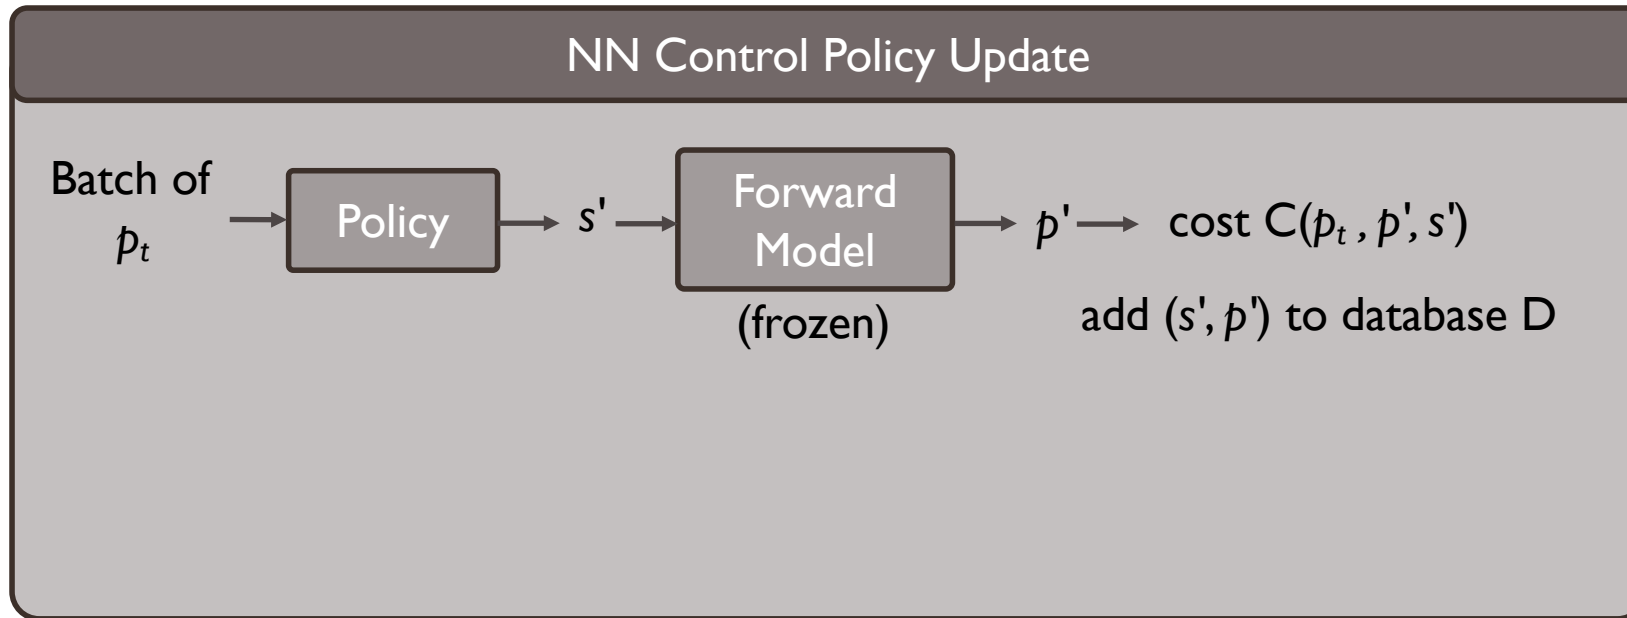 NN Control Policy Update
Batch of
pₜ
Policy
s'
Forward
Model
(frozen)
p'
cost C(pₜ , p', s')
add (s', p') to database D